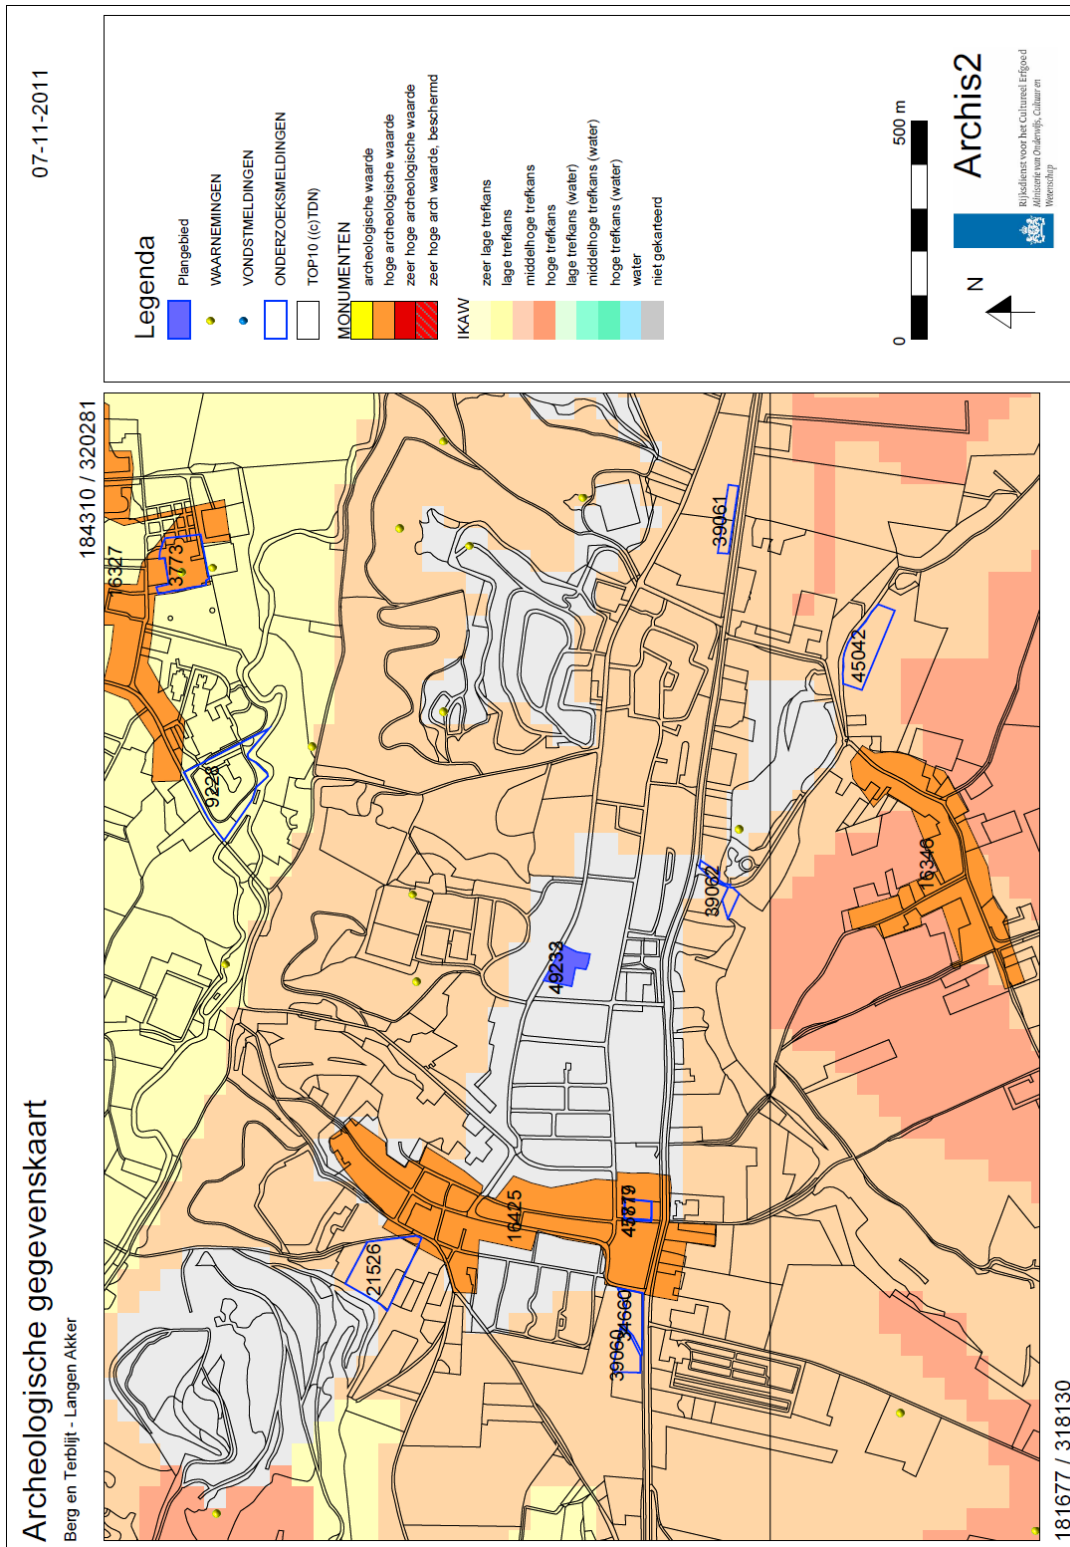 Archeologische gegevenskaart
07-11-2011
Berg en Terblijt - Langen Akker
184310 / 320281
16327
3773
9228
21526
16425
49233
45042
39061
39062
16346
34660
39060
181677 / 318130
Legenda
Plangebied
WAARNEMINGEN
VONDSTMELDINGEN
ONDERZOEKSMELDINGEN
TOP10 ((c)TDN)
MONUMENTEN
archeologische waarde
hoge archeologische waarde
zeer hoge archeologische waarde
zeer hoge arch waarde, beschermd
IKAW
zeer lage trefkans
lage trefkans
middelhoge trefkans
hoge trefkans
lage trefkans (water)
middelhoge trefkans (water)
hoge trefkans (water)
water
niet gekarteerd
0
500 m
N
Archis2
Rijksdienst voor het Cultureel Erfgoed
Ministerie van Onderwijs, Cultuur en
Wetenschap